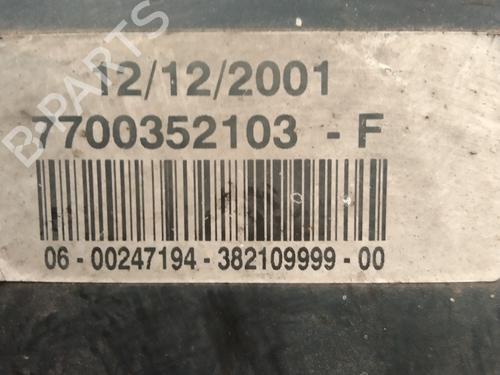 12/12/2001
7700352103 - F
06 - 00247194 - 382109999 - 00
B-PARTS